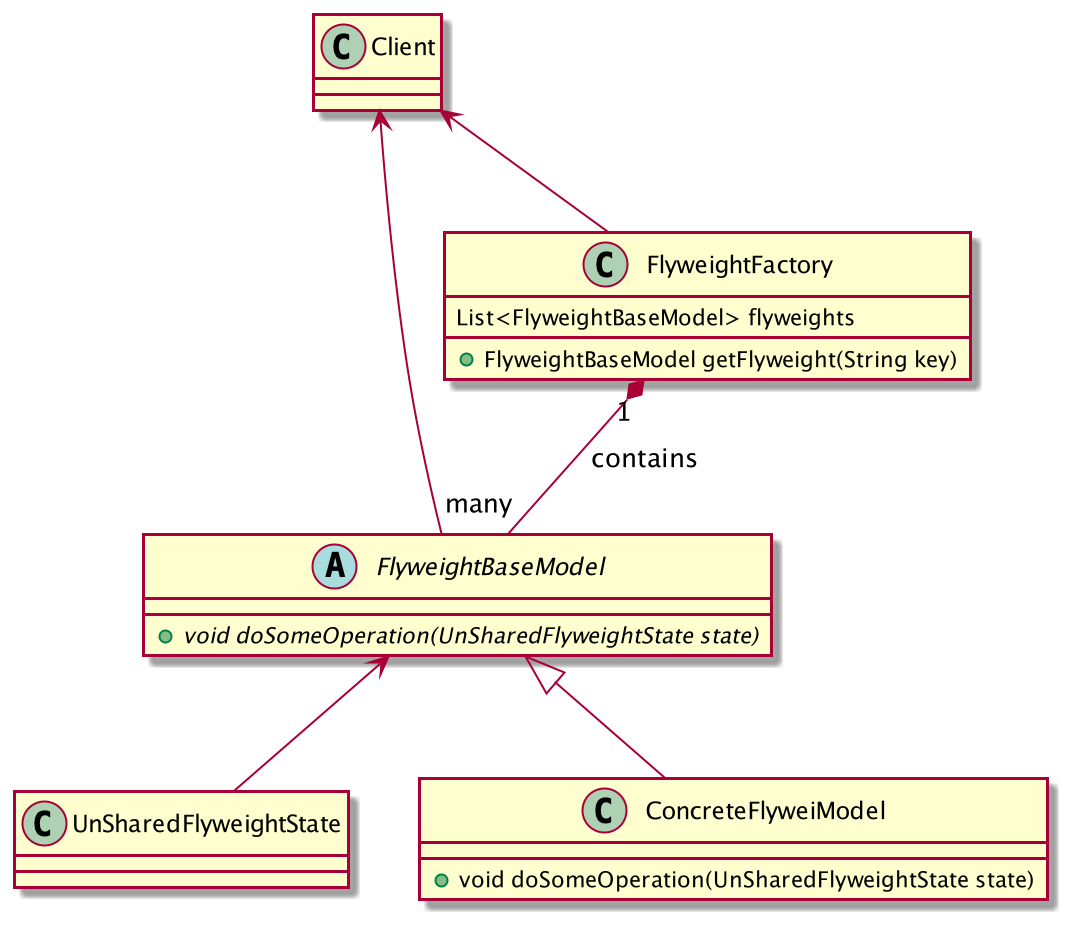 C Client
C FlyweightFactory
List<FlyweightBaseModel> flyweights
FlyweightBaseModel getFlyweight(String key)
1
contains
many
A FlyweightBaseModel
void doSomeOperation(UnSharedFlyweightState state)
C UnSharedFlyweightState
C ConcreteFlyweiModel
void doSomeOperation(UnSharedFlyweightState state)